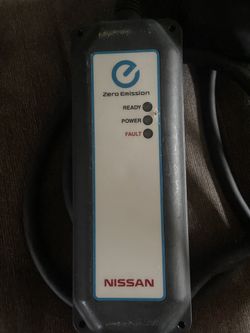 Zero Emission
READY
POWER
FAULT
NISSAN